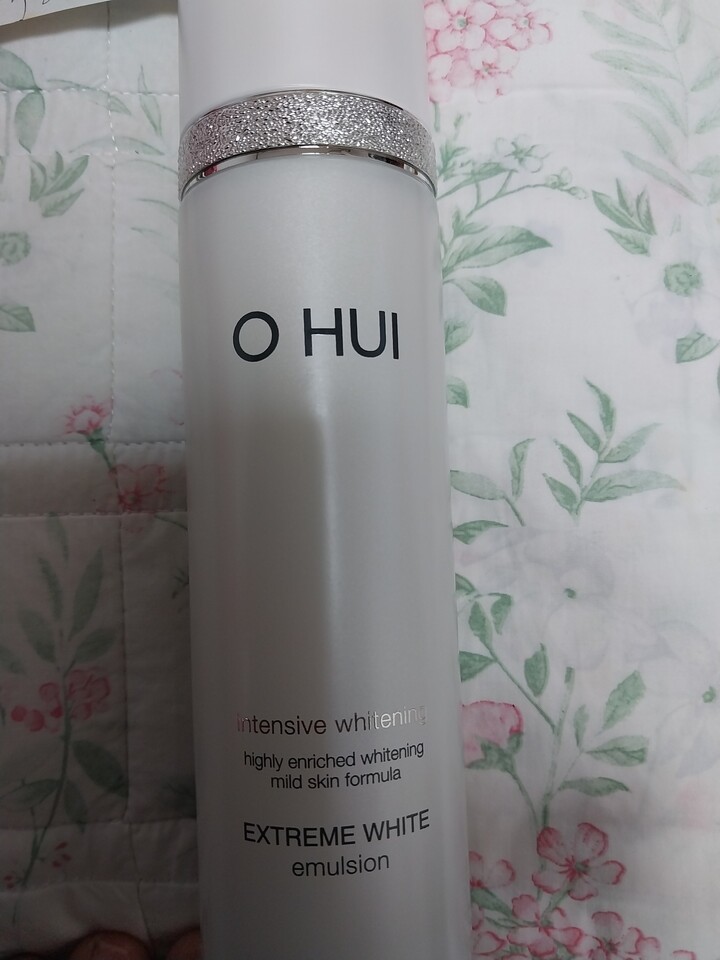 O HUI
intensive whitening
highly enriched whitening
mild skin formula
EXTREME WHITE
emulsion